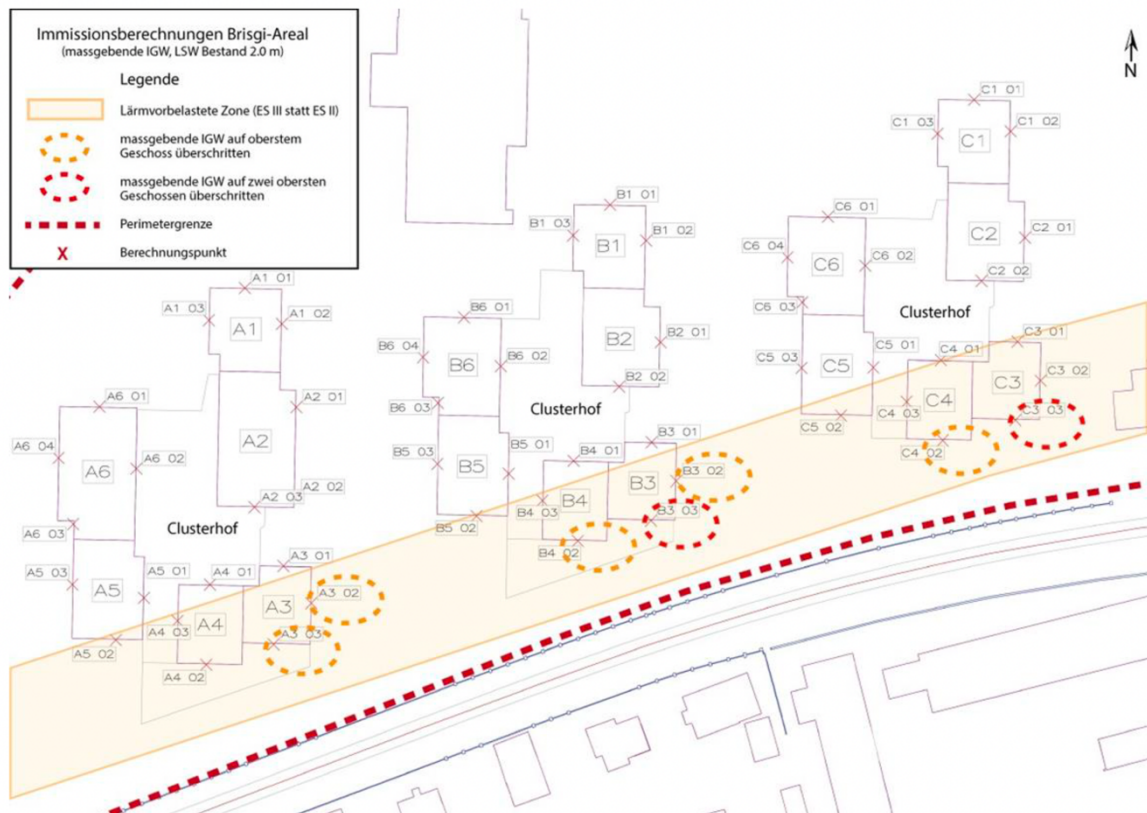 Immissionsberechnungen Brisgi-Areal
(massgebende IGW, LSW Bestand 2.0 m)
Legende
Lärmvorbelastete Zone (ES III statt ES II)
massgebende IGW auf oberstem
Geschoss überschritten
massgebende IGW auf zwei obersten
Geschossen überschritten
Perimetergrenze
X Berechnungspunkt
N
C1 01
C1 03
C1 02
C1
C2
C2 01
C2 02
C6 01
C6 04
C6
C6 02
C6 03
Clusterhof
C5 03
C5
C5 01
C5 02
C4 01
C4
C4 03
C4 02
C3 01
C3
C3 02
C3 03
B1 01
B1 03
B1 02
B1
B2
B2 01
B2 02
B6 01
B6 04
B6
B6 02
B6 03
Clusterhof
B5 03
B5
B5 01
B5 02
B4 01
B4
B4 03
B4 02
B3 01
B3
B3 02
B3 03
A1 01
A1 03
A1 02
A1
A2
A2 01
A2 02
A2 03
A6 01
A6 04
A6
A6 02
A6 03
Clusterhof
A5 03
A5
A5 01
A5 02
A4 01
A4
A4 03
A4 02
A3 01
A3
A3 02
A3 03